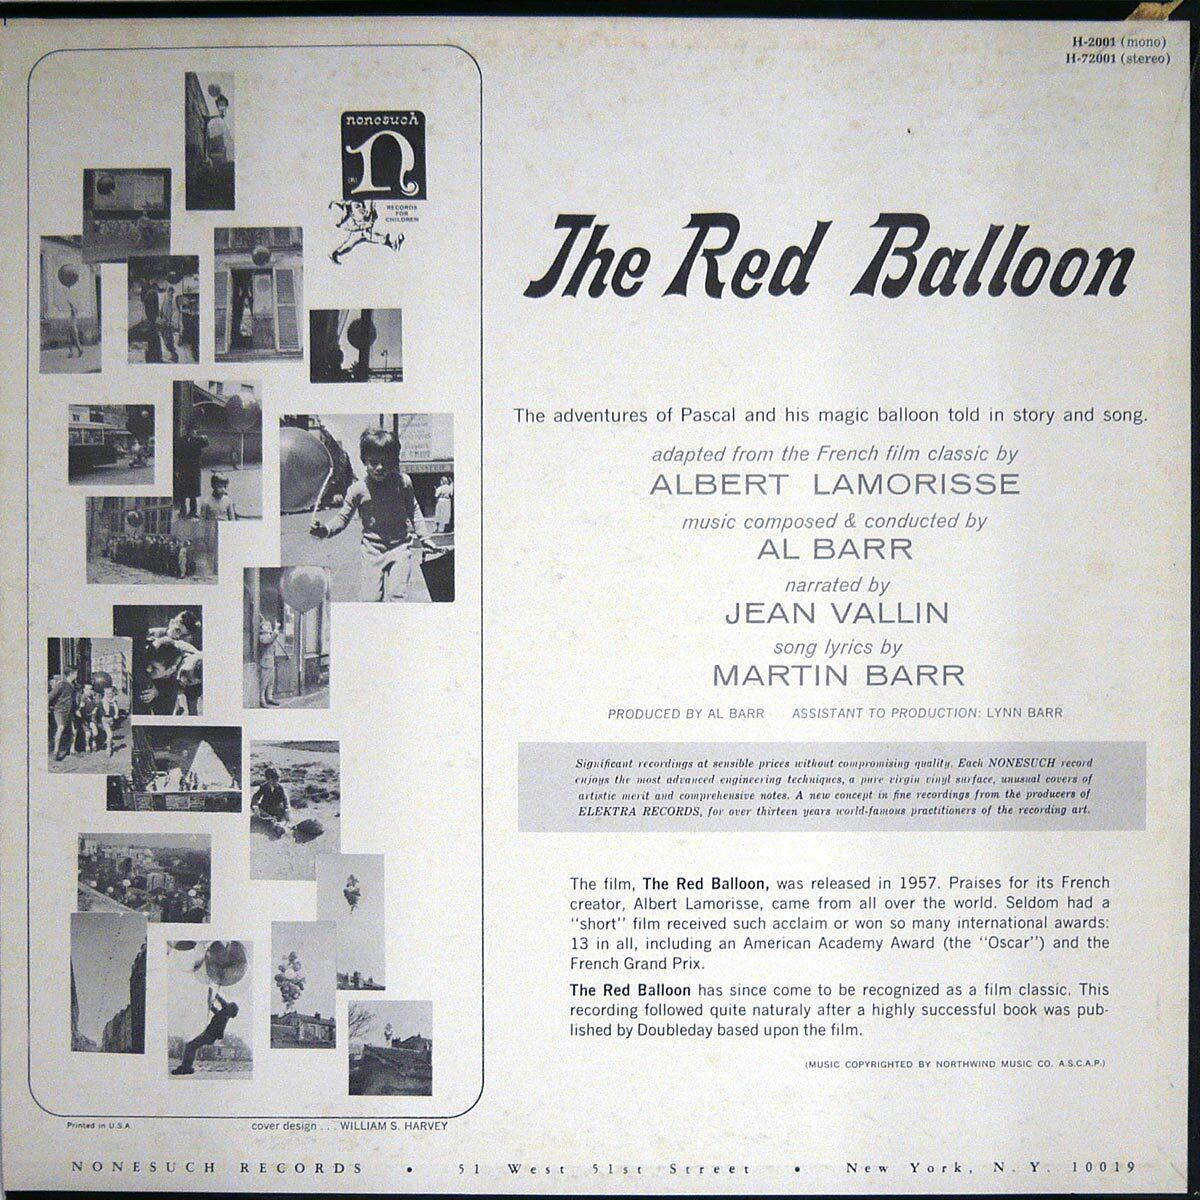 H-2001 (mono)
H-72001 (stereo)
nonesuch
n
(R)
RECORDS
FOR
CHILDREN
The Red Balloon
The adventures of Pascal and his magic balloon told in story and song.
adapted from the French film classic by
ALBERT LAMORISSE
music composed & conducted by
AL BARR
narrated by
JEAN VALLIN
song lyrics by
MARTIN BARR
PRODUCED BY AL BARR ASSISTANT TO PRODUCTION: LYNN BARR
Significant recordings at sensible prices without compromising quality. Each NONESUCH record
enjoys the most advanced engineering techniques, a pure virgin vinyl surface, unusual covers of
artistic merit and comprehensive notes. A new concept in fine recordings from the producers of
ELEKTRA RECORDS, for over thirteen years world-famous practitioners of the recording art.
The film, The Red Balloon, was released in 1957. Praises for its French
creator, Albert Lamorisse, came from all over the world. Seldom had a
"short" film received such acclaim or won so many international awards:
13 in all, including an American Academy Award (the "Oscar") and the
French Grand Prix.
The Red Balloon has since come to be recognized as a film classic. This
recording followed quite naturaly after a highly successful book was pub-
lished by Doubleday based upon the film.
(MUSIC COPYRIGHTED BY NORTHWIND MUSIC CO. A.S.C.A.P.)
Printed in U.S.A
cover design . . . WILLIAM S. HARVEY
NONESUCH RECORDS • 51 West 51st Street • New York, N.Y. 10019